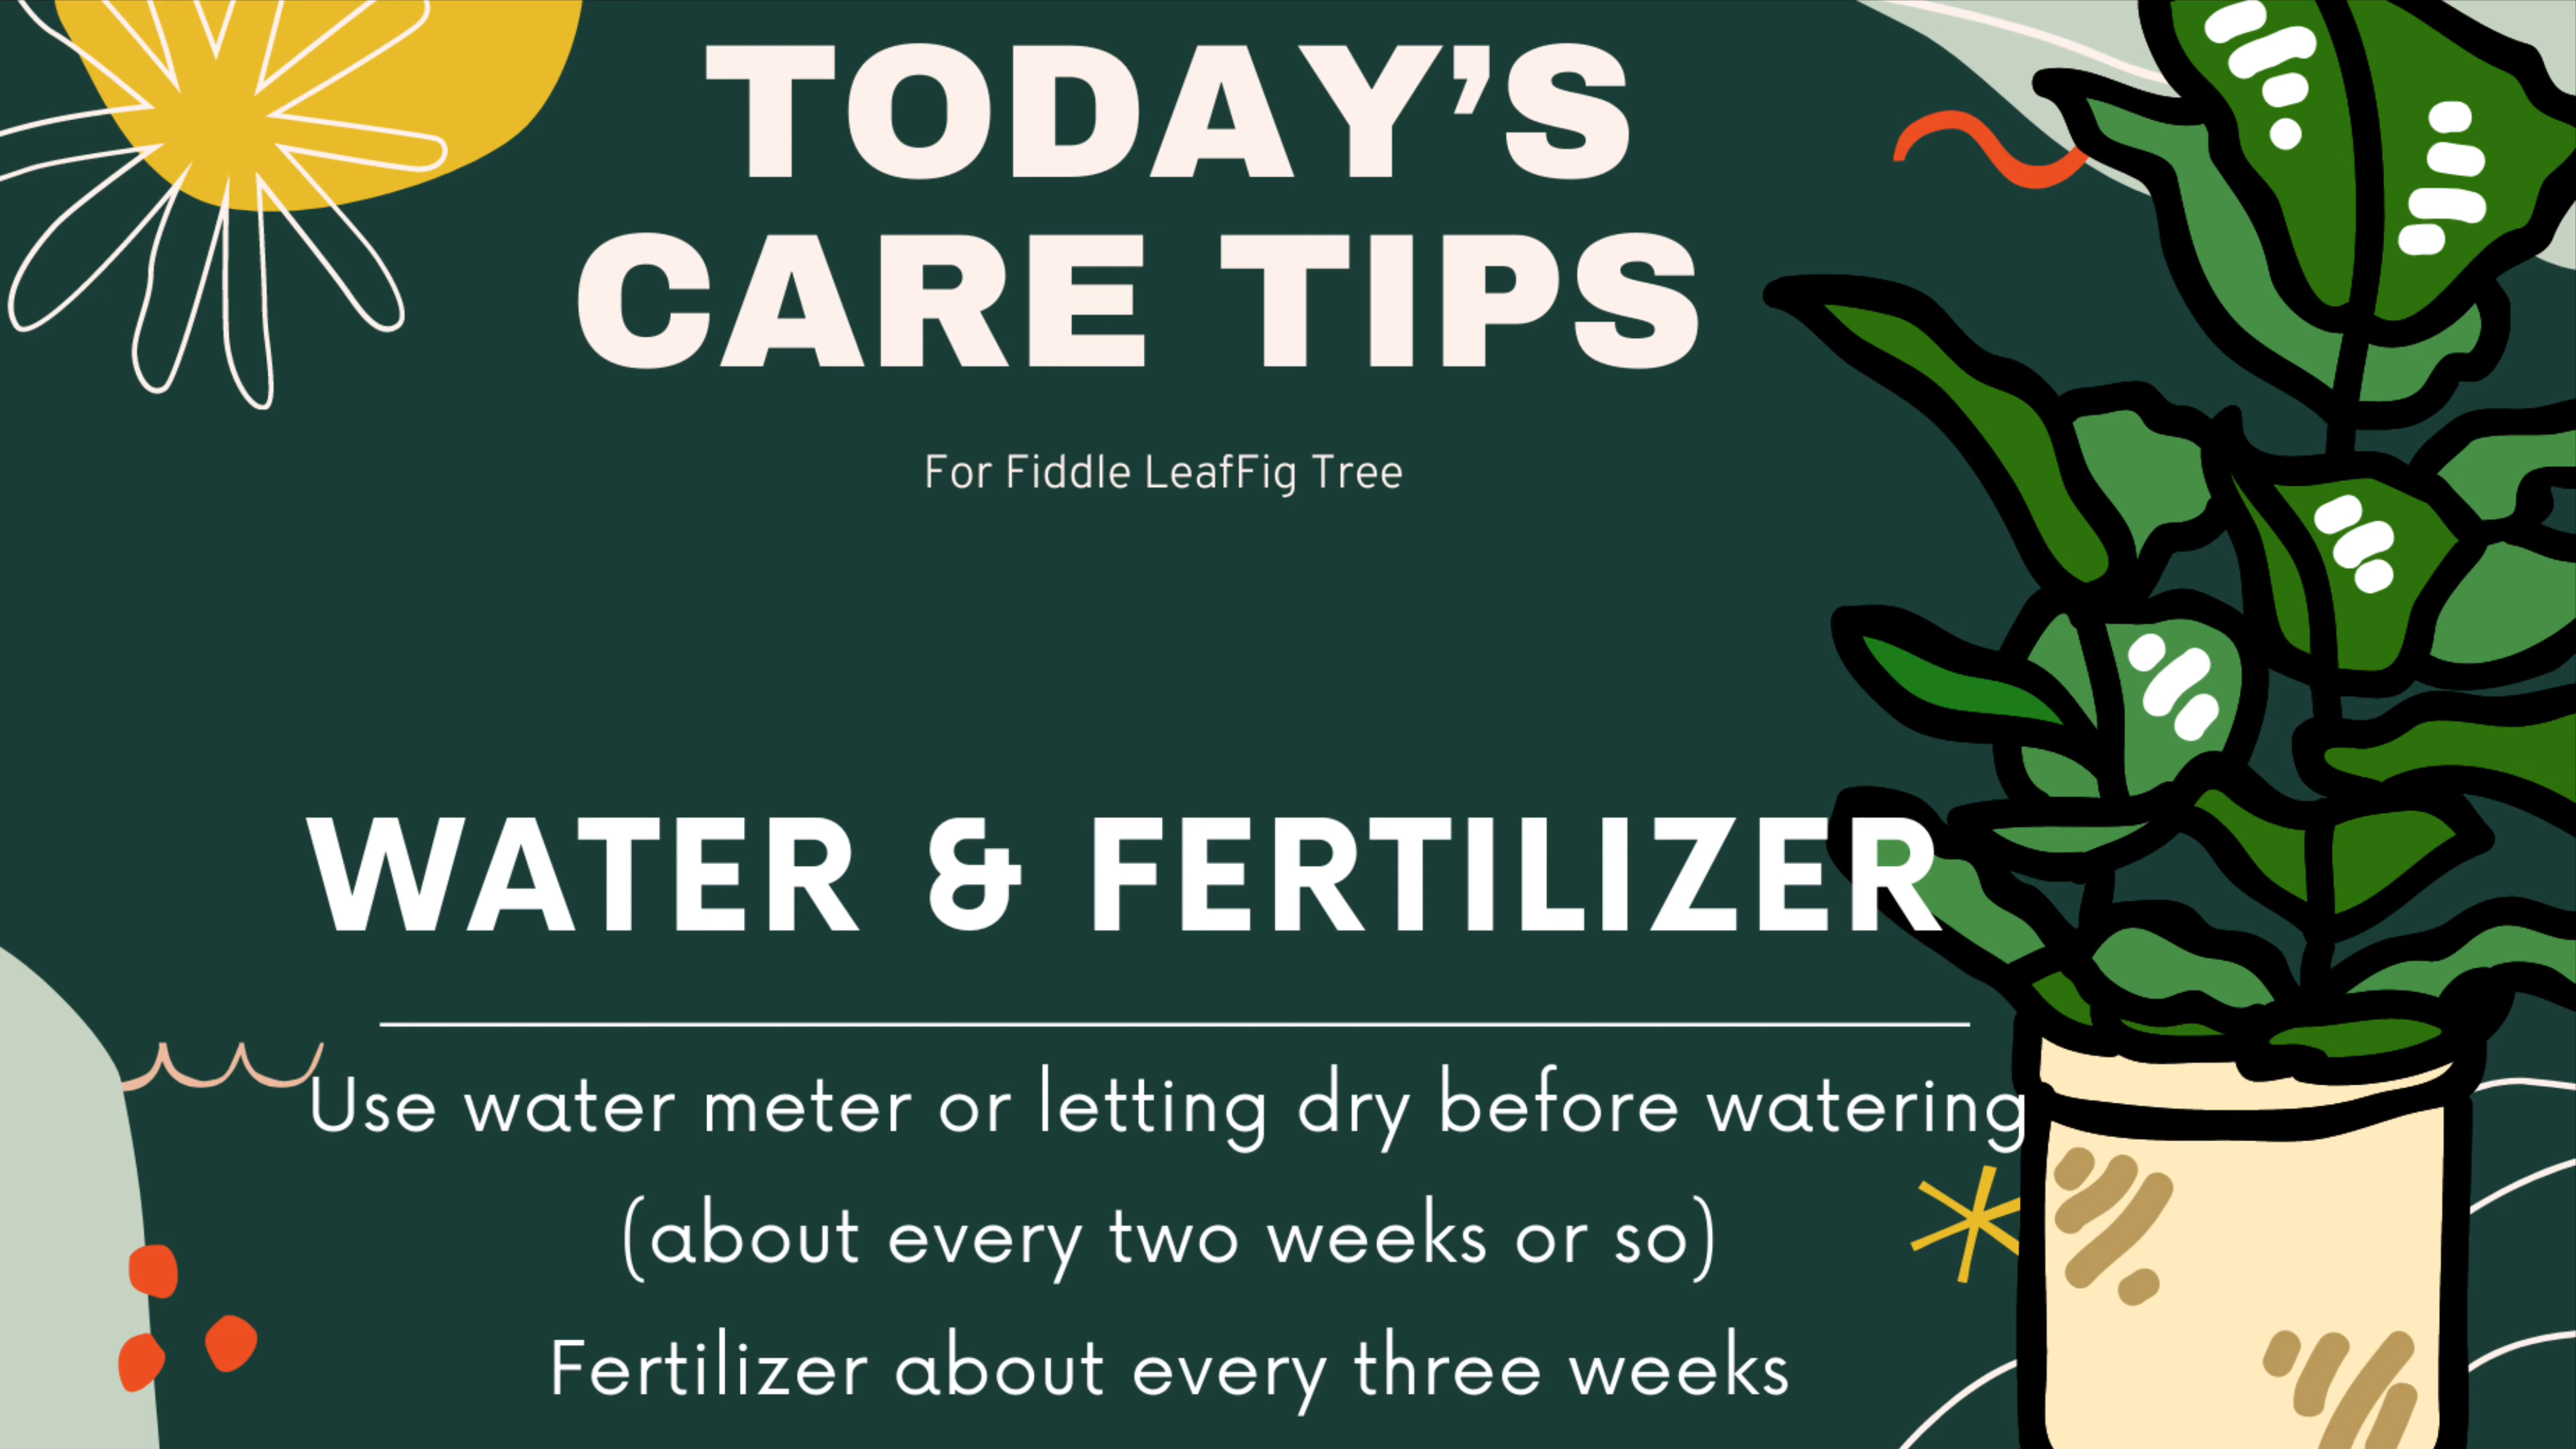 TODAY’S
CARE TIPS
For Fiddle LeafFig Tree
WATER & FERTILIZER
Use water meter or letting dry before watering
(about every two weeks or so)
Fertilizer about every three weeks